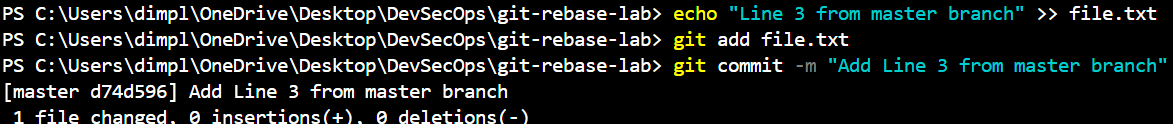 PS C:\Users\dimpl\OneDrive\Desktop\DevSecOps\git-rebase-lab> echo "Line 3 from master branch" >> file.txt
PS C:\Users\dimpl\OneDrive\Desktop\DevSecOps\git-rebase-lab> git add file.txt
PS C:\Users\dimpl\OneDrive\Desktop\DevSecOps\git-rebase-lab> git commit -m "Add Line 3 from master branch"
[master d74d596] Add Line 3 from master branch
 1 file changed, 0 insertions(+), 0 deletions(-)